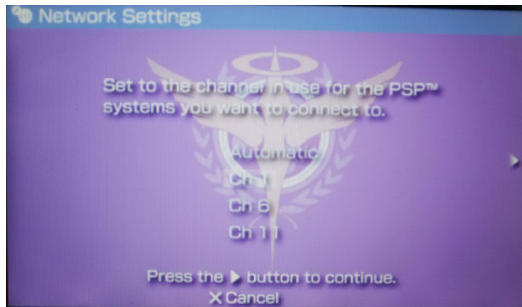 Network Settings
Set to the channel in use for the PSP™
systems you want to connect to.
Automatic
Ch 1
Ch 6
Ch 11
Press the ▶ button to continue.
✕ Cancel